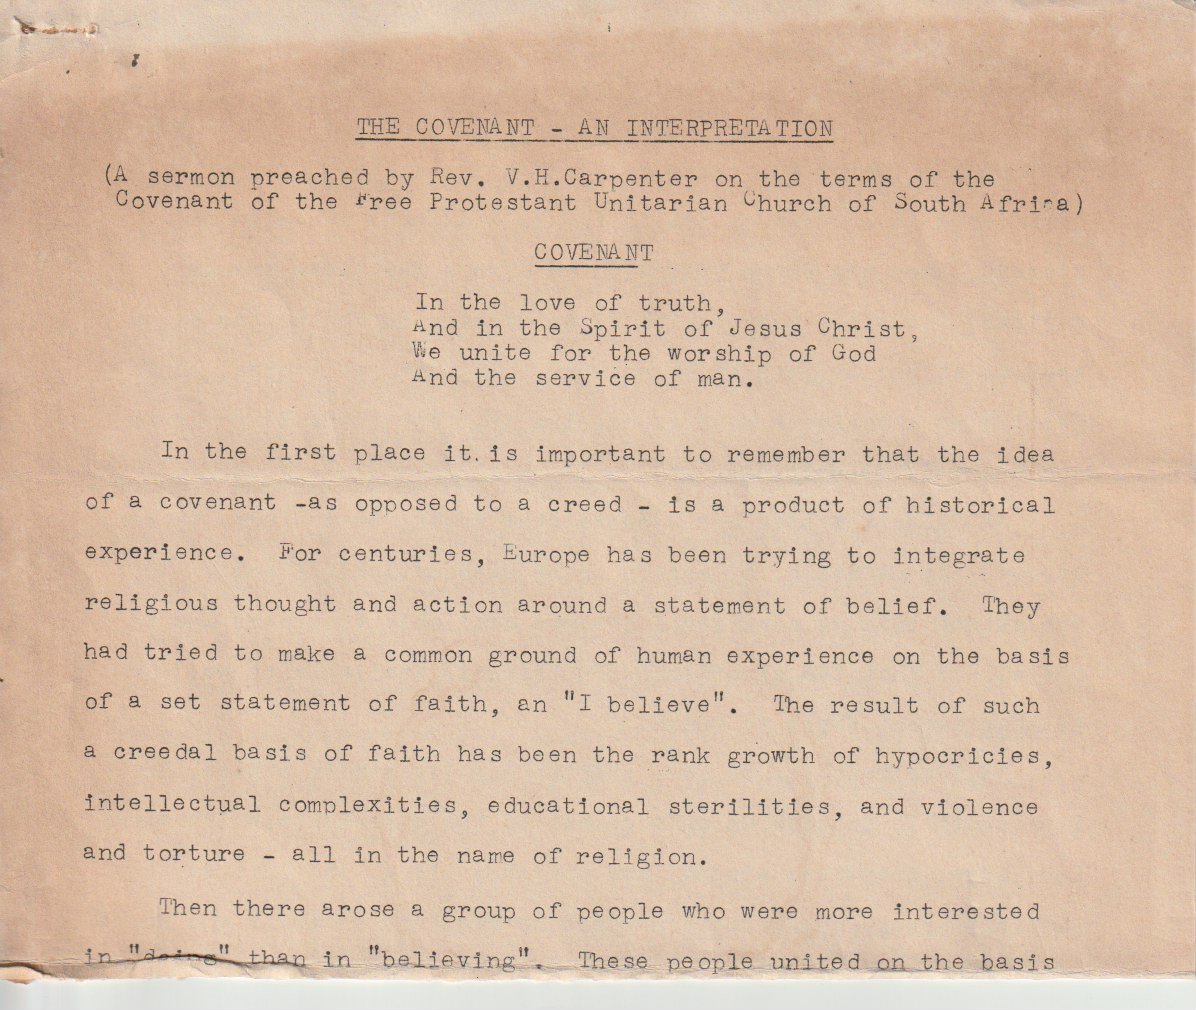 THE COVENANT - AN INTERPRETATION
(A sermon preached by Rev. V.H.Carpenter on the terms of the
Covenant of the Free Protestant Unitarian Church of South Africa)
COVENANT
In the love of truth,
And in the Spirit of Jesus Christ,
We unite for the worship of God
And the service of man.
In the first place it.is important to remember that the idea
of a covenant -as opposed to a creed - is a product of historical
experience. For centuries, Europe has been trying to integrate
religious thought and action around a statement of belief. They
had tried to make a common ground of human experience on the basis
of a set statement of faith, an "I believe". The result of such
a creedal basis of faith has been the rank growth of hypocricies,
intellectual complexities, educational sterilities, and violence
and torture - all in the name of religion.
Then there arose a group of people who were more interested
in "doing" than in "believing". These people united on the basis